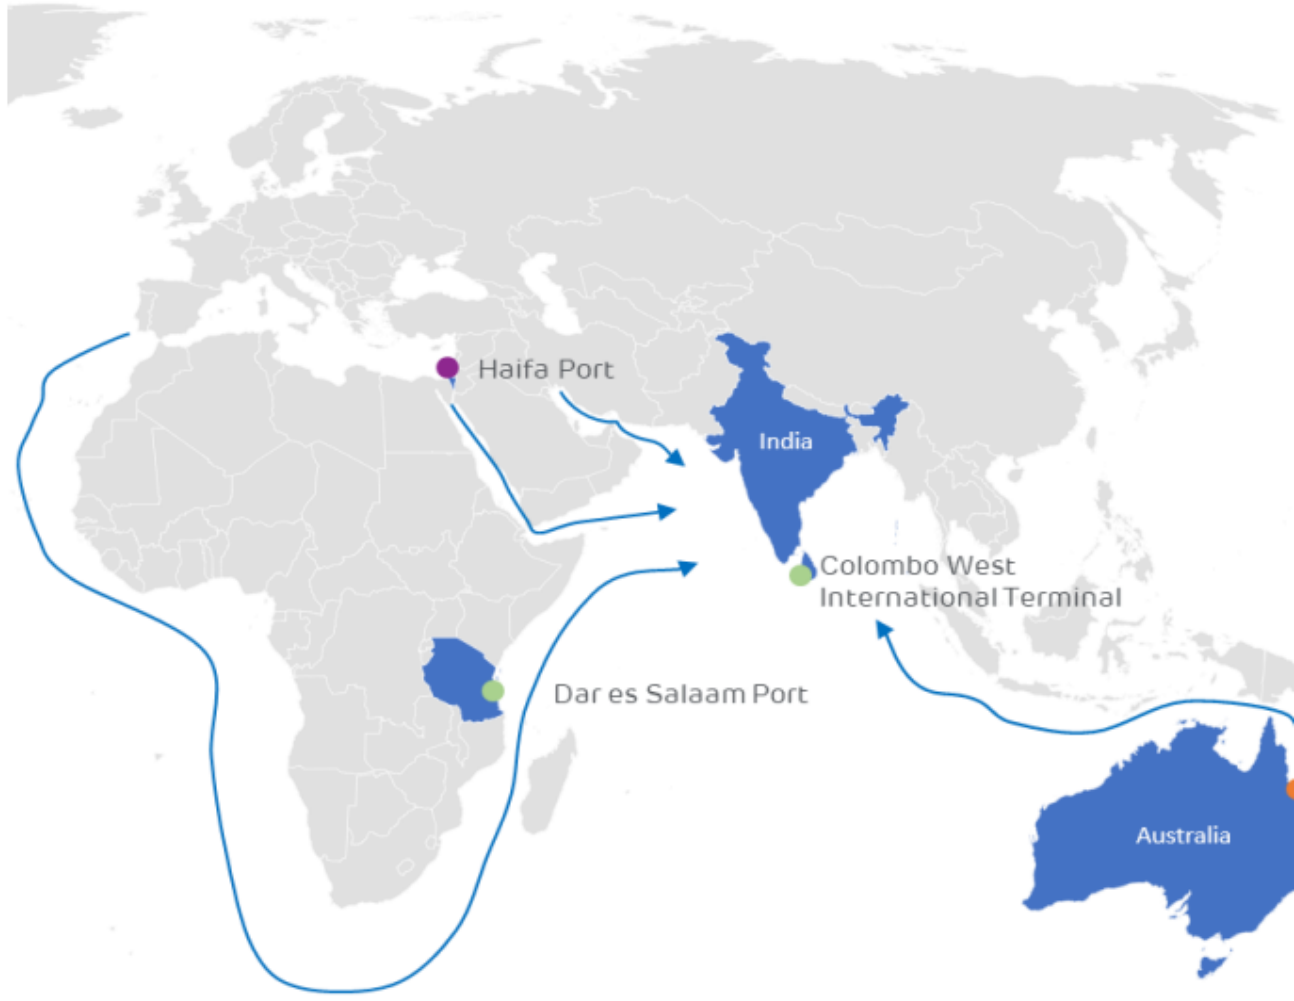 Haifa Port
India
Colombo West
International Terminal
Dar es Salaam Port
Australia